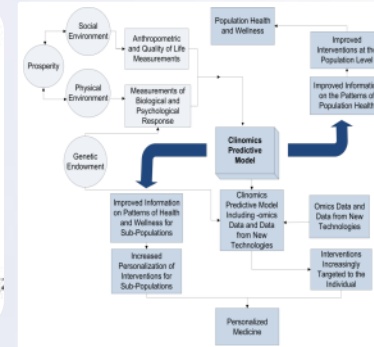 Social
Environment
Prosperity
Physical
Environment
Genetic
Endowment
Anthropometric
and Quality of Life
Measurements
Measurements of
Biological and
Psychological
Response
Population Health
and Wellness
Improved
Interventions at the
Population Level
Improved Informati
on the Patterns of
Population Health
Clinomics
Predictive
Model
Improved Information
on Patterns of Health
and Wellness for
Sub-Populations
Increased
Personalization of
Interventions for
Sub-Populations
Clinomics
Predictive Model
Including -omics
Data and Data
from New
Technologies
Omics Data and
Data from New
Technologies
Interventions
Increasingly
Targeted to the
Individual
Personalized
Medicine